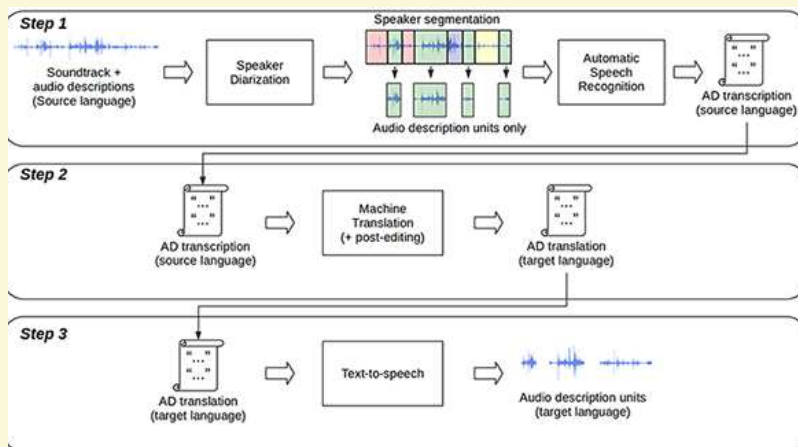 Step 1
Speaker segmentation
Soundtrack +
audio descriptions
(Source language)
Speaker
Diarization
Audio description units only
Automatic
Speech
Recognition
“ ”
...
“ ”
...
AD transcription
(source language)
Step 2
“ ”
...
“ ”
...
AD transcription
(source language)
Machine
Translation
(+ post-editing)
“ ”
...
“ ”
...
AD translation
(target language)
Step 3
“ ”
...
“ ”
...
AD translation
(target language)
Text-to-speech
Audio description units
(target language)